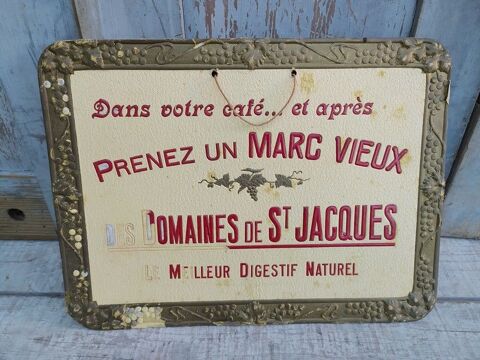 Dans votre café... et après
PRENEZ UN MARC VIEUX
DES DOMAINES DE ST JACQUES
LE MEILLEUR DIGESTIF NATUREL